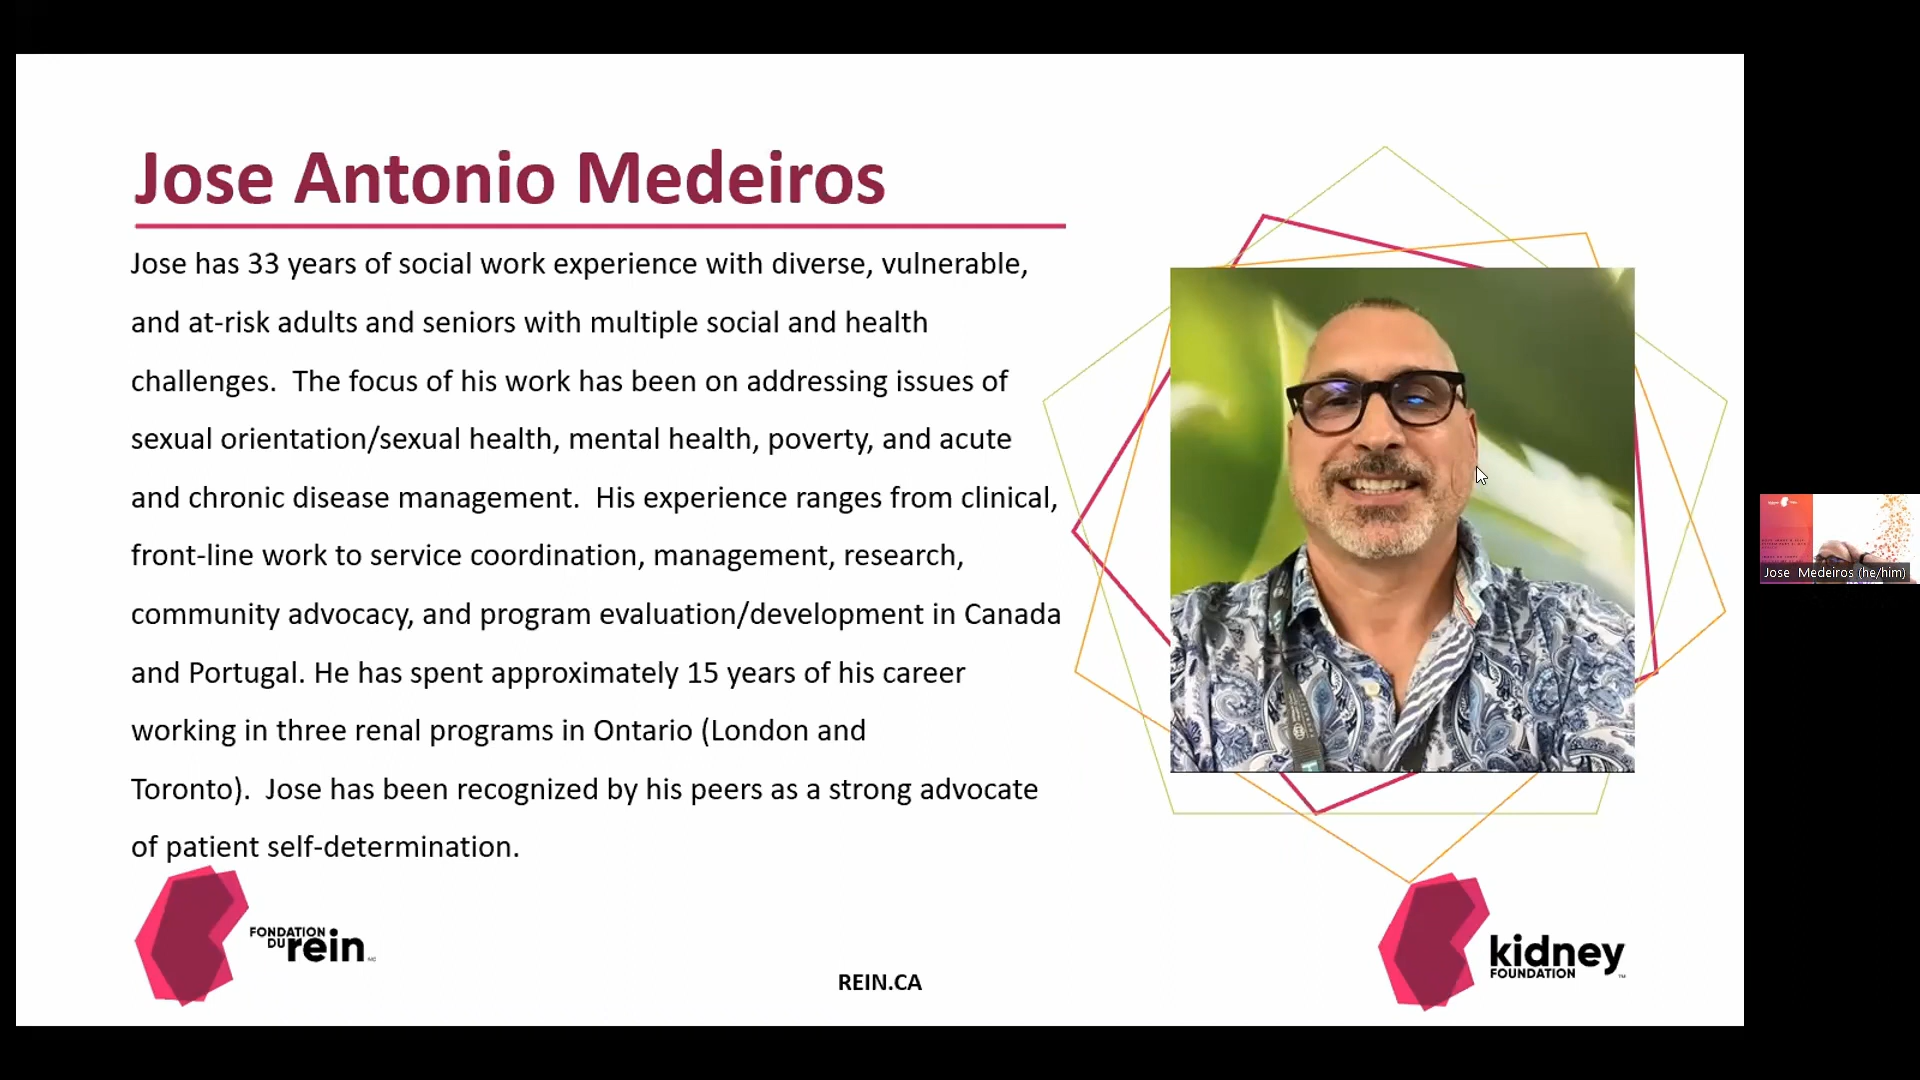 Jose Antonio Medeiros
Jose has 33 years of social work experience with diverse, vulnerable,
and at-risk adults and seniors with multiple social and health
challenges.  The focus of his work has been on addressing issues of
sexual orientation/sexual health, mental health, poverty, and acute
and chronic disease management.  His experience ranges from clinical,
front-line work to service coordination, management, research,
community advocacy, and program evaluation/development in Canada
and Portugal. He has spent approximately 15 years of his career
working in three renal programs in Ontario (London and
Toronto).  Jose has been recognized by his peers as a strong advocate
of patient self-determination.
FONDATION
DU rein
REIN.CA
kidney
FOUNDATION
Jose  Medeiros (he/him)